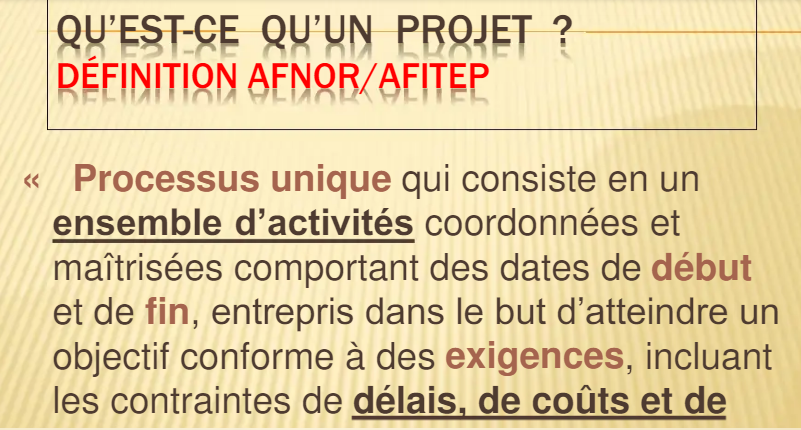 QU’EST-CE QU’UN PROJET ?
DÉFINITION AFNOR/AFITEP
« Processus unique qui consiste en un
ensemble d’activités coordonnées et
maîtrisées comportant des dates de début
et de fin, entrepris dans le but d’atteindre un
objectif conforme à des exigences, incluant
les contraintes de délais, de coûts et de